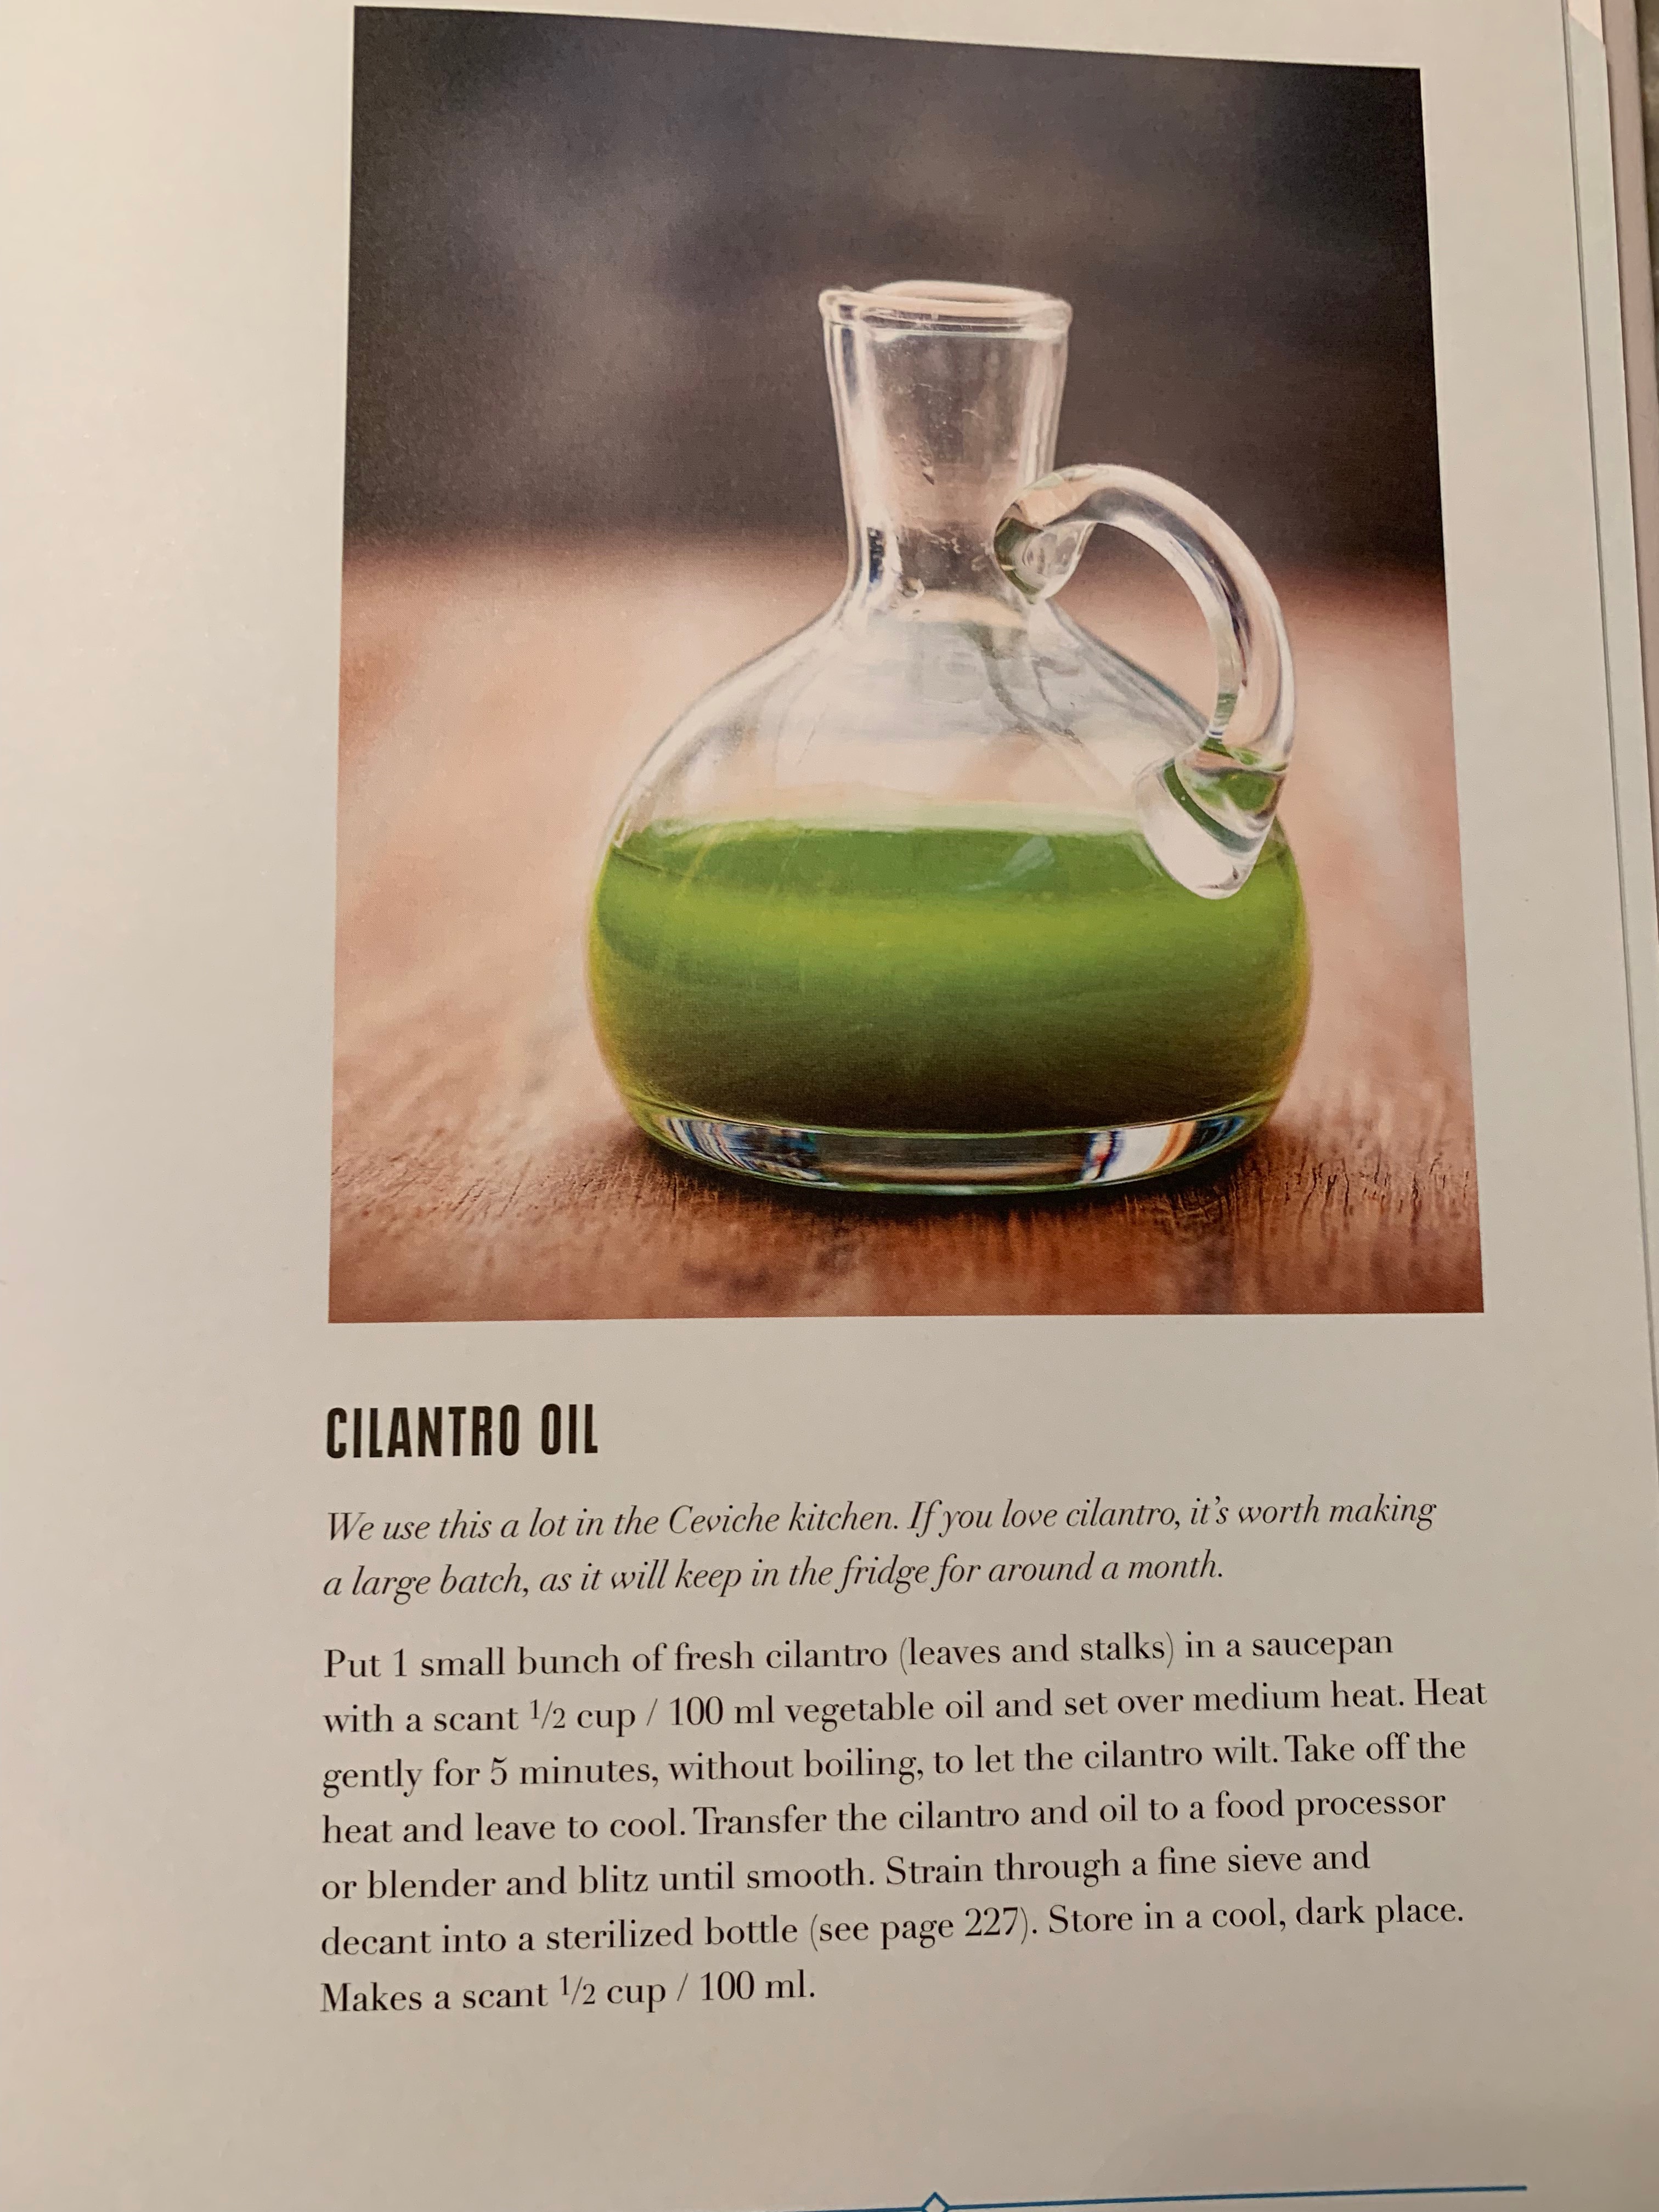 CILANTRO OIL
We use this a lot in the Ceviche kitchen. If you love cilantro, it's worth making
a large batch, as it will keep in the fridge for around a month.
Put 1 small bunch of fresh cilantro (leaves and stalks) in a saucepan
with a scant 1/2 cup / 100 ml vegetable oil and set over medium heat. Heat
gently for 5 minutes, without boiling, to let the cilantro wilt. Take off the
heat and leave to cool. Transfer the cilantro and oil to a food processor
or blender and blitz until smooth. Strain through a fine sieve and
decant into a sterilized bottle (see page 227). Store in a cool, dark place.
Makes a scant 1/2 cup / 100 ml.